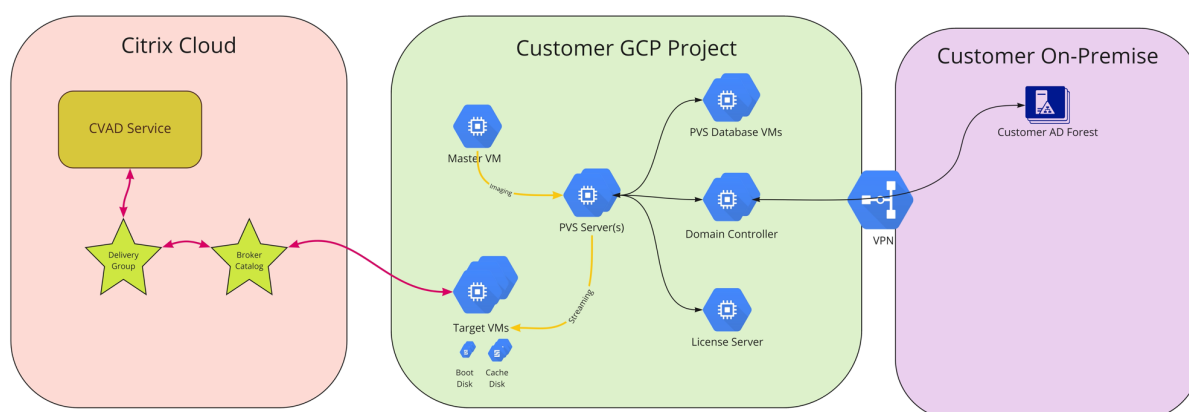 Citrix Cloud
CVAD Service
Delivery
Group
Broker
Catalog
Customer GCP Project
Master VM
Imaging
PVS Server(s)
Streaming
Target VMs
Boot
Disk
Cache
Disk
PVS Database VMs
Domain Controller
License Server
VPN
Customer On-Premise
Customer AD Forest